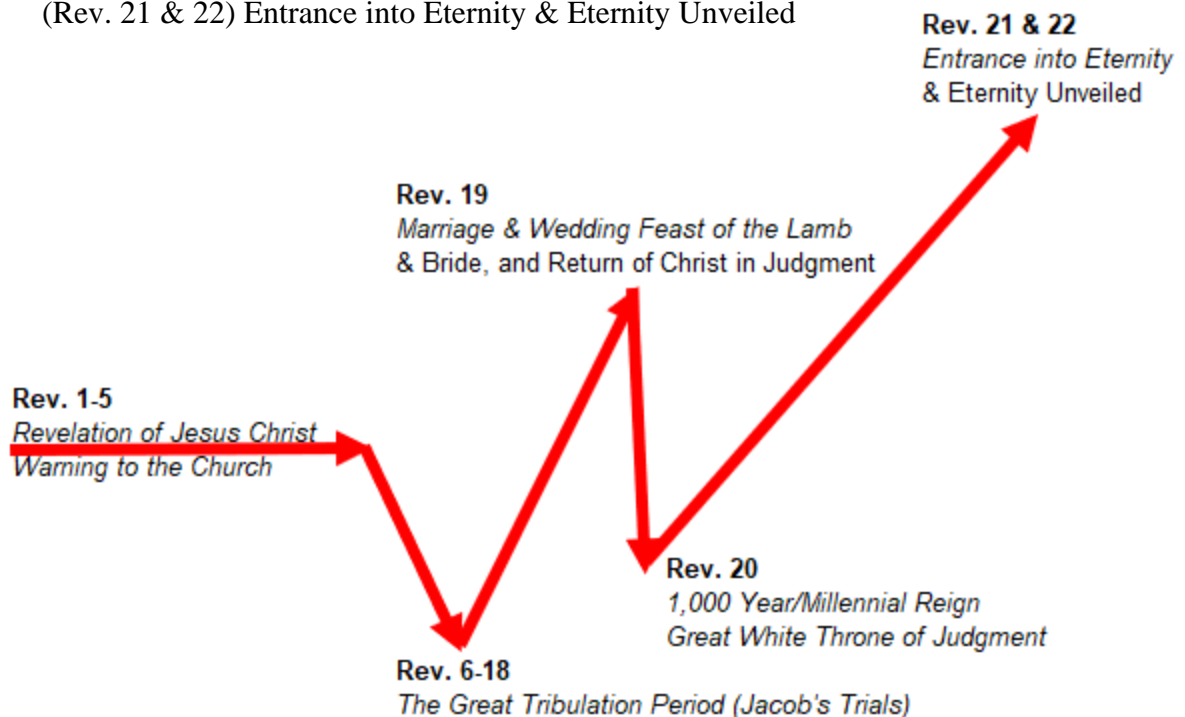 (Rev. 21 & 22) Entrance into Eternity & Eternity Unveiled
Rev. 21 & 22
Entrance into Eternity
& Eternity Unveiled
Rev. 19
Marriage & Wedding Feast of the Lamb
& Bride, and Return of Christ in Judgment
Rev. 1-5
Revelation of Jesus Christ
Warning to the Church
Rev. 20
1,000 Year/Millennial Reign
Great White Throne of Judgment
Rev. 6-18
The Great Tribulation Period (Jacob's Trials)